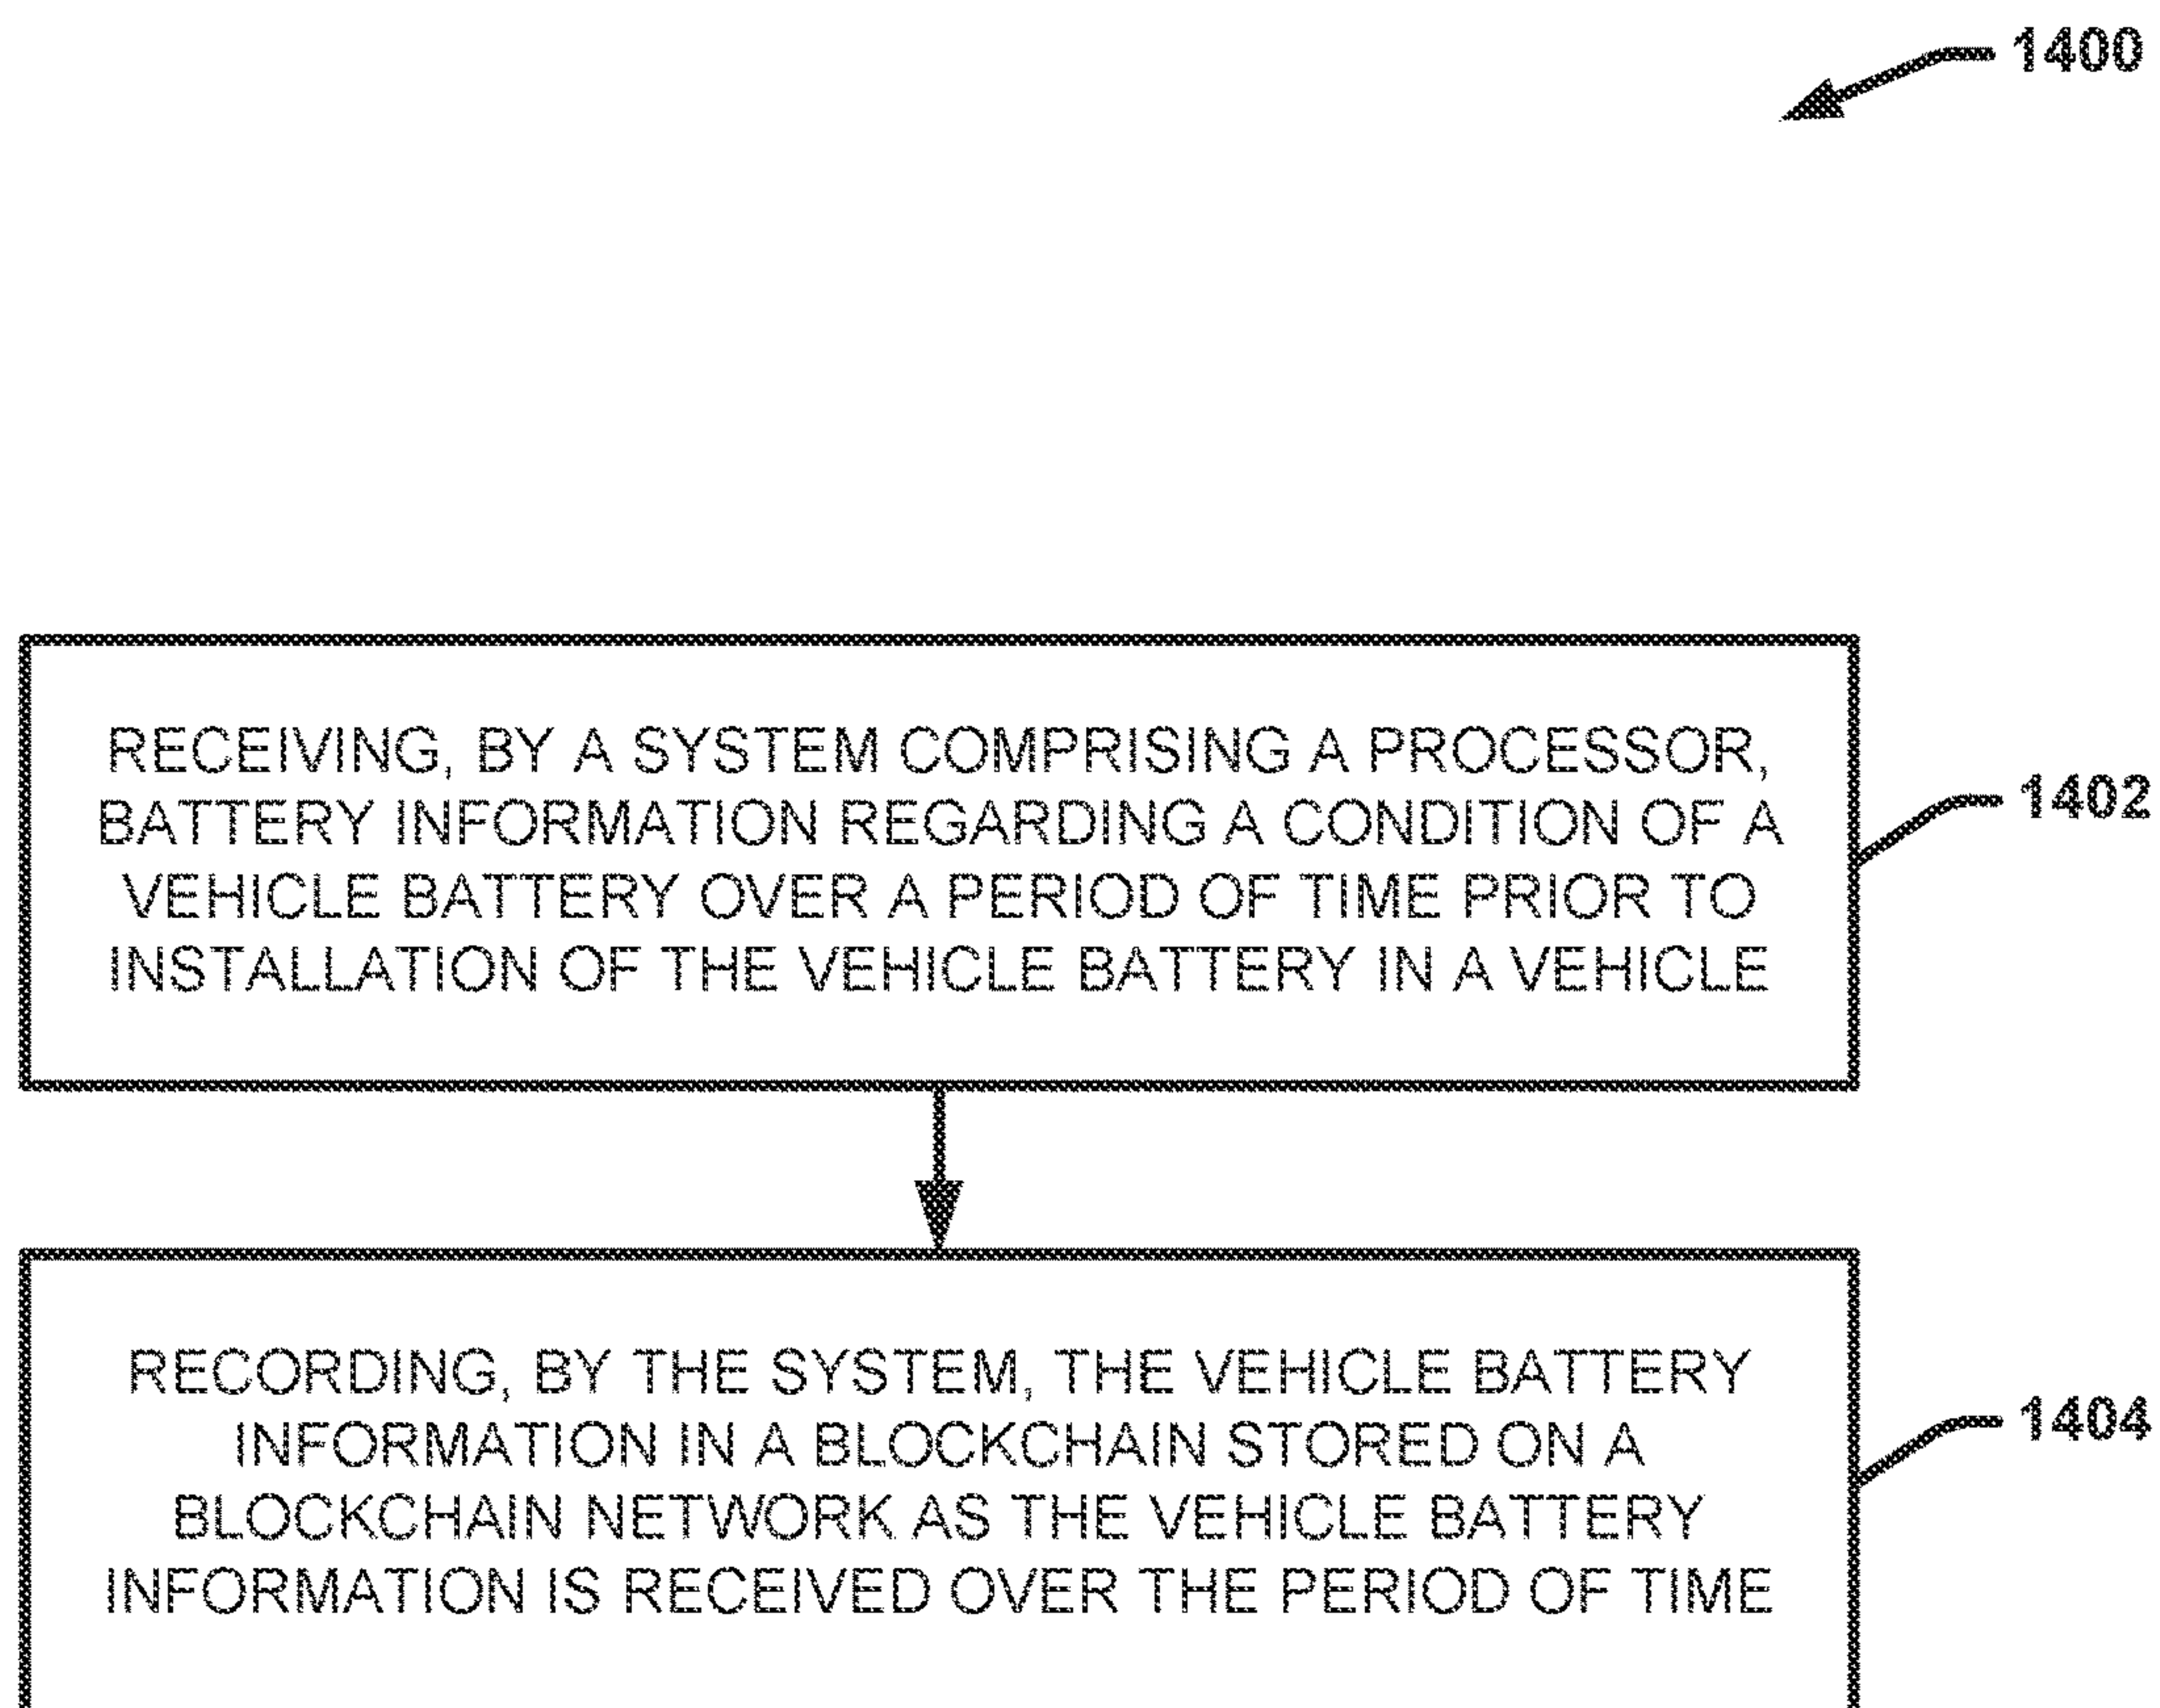 1400
RECEIVING, BY A SYSTEM COMPRISING A PROCESSOR,
BATTERY INFORMATION REGARDING A CONDITION OF A
VEHICLE BATTERY OVER A PERIOD OF TIME PRIOR TO
INSTALLATION OF THE VEHICLE BATTERY IN A VEHICLE
1402
RECORDING, BY THE SYSTEM, THE VEHICLE BATTERY
INFORMATION IN A BLOCKCHAIN STORED ON A
BLOCKCHAIN NETWORK AS THE VEHICLE BATTERY
INFORMATION IS RECEIVED OVER THE PERIOD OF TIME
1404